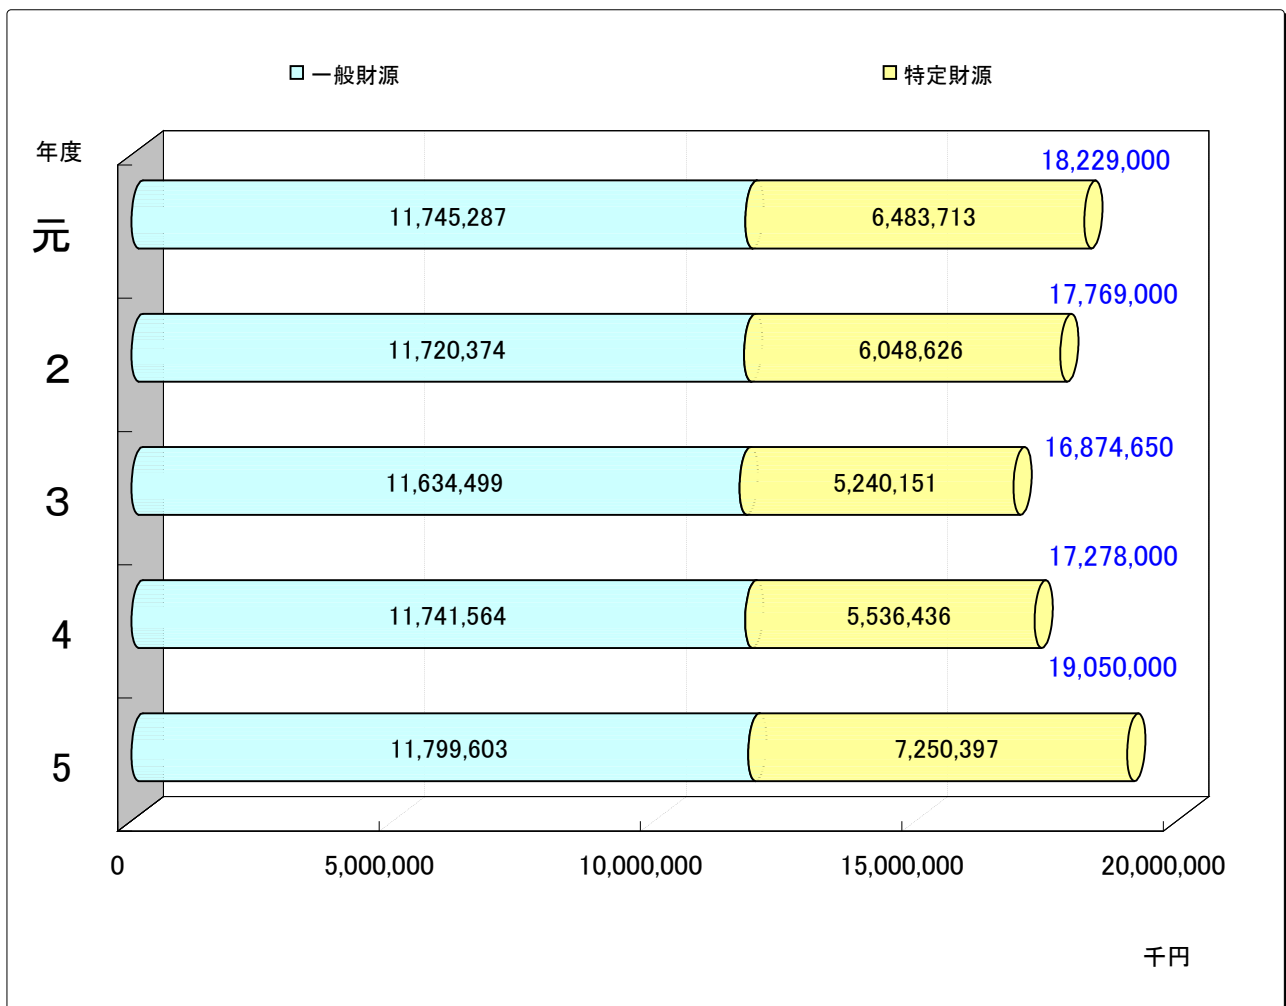 一般財源 特定財源
年度
18,229,000
元 11,745,287 6,483,713
17,769,000
2 11,720,374 6,048,626
16,874,650
3 11,634,499 5,240,151
17,278,000
4 11,741,564 5,536,436
19,050,000
5 11,799,603 7,250,397
0 5,000,000 10,000,000 15,000,000 20,000,000
千円